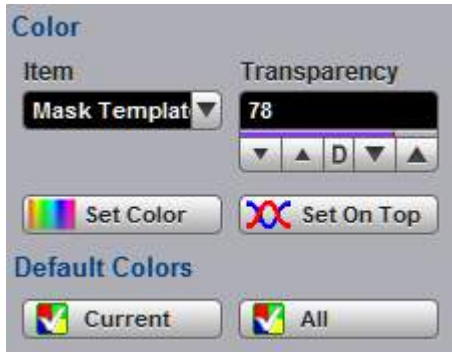 Color
Item Transparency
Mask Templat 78
D
Set Color Set On Top
Default Colors
Current All